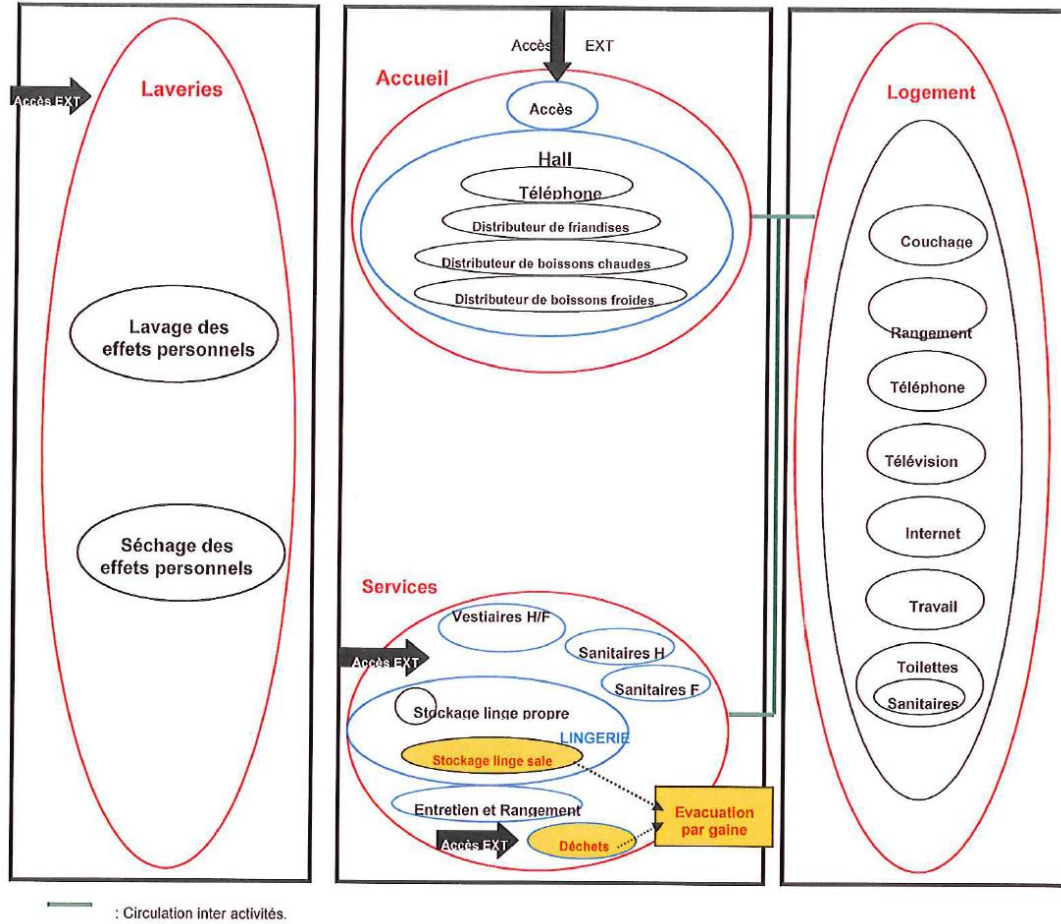 Laveries
Accès EXT
Lavage des
effets personnels
Séchage des
effets personnels
Accès EXT
Accueil
Accès
Hall
Téléphone
Distributeur de friandises
Distributeur de boissons chaudes
Distributeur de boissons froides
Services
Vestiaires H/F
Accès EXT
Sanitaires H
Sanitaires F
Stockage linge propre
LINGERIE
Stockage linge sale
Entretien et Rangement
Accès EXT
Déchets
Evacuation
par gaine
Logement
Couchage
Rangement
Téléphone
Télévision
Internet
Travail
Toilettes
Sanitaires
: Circulation inter activités.